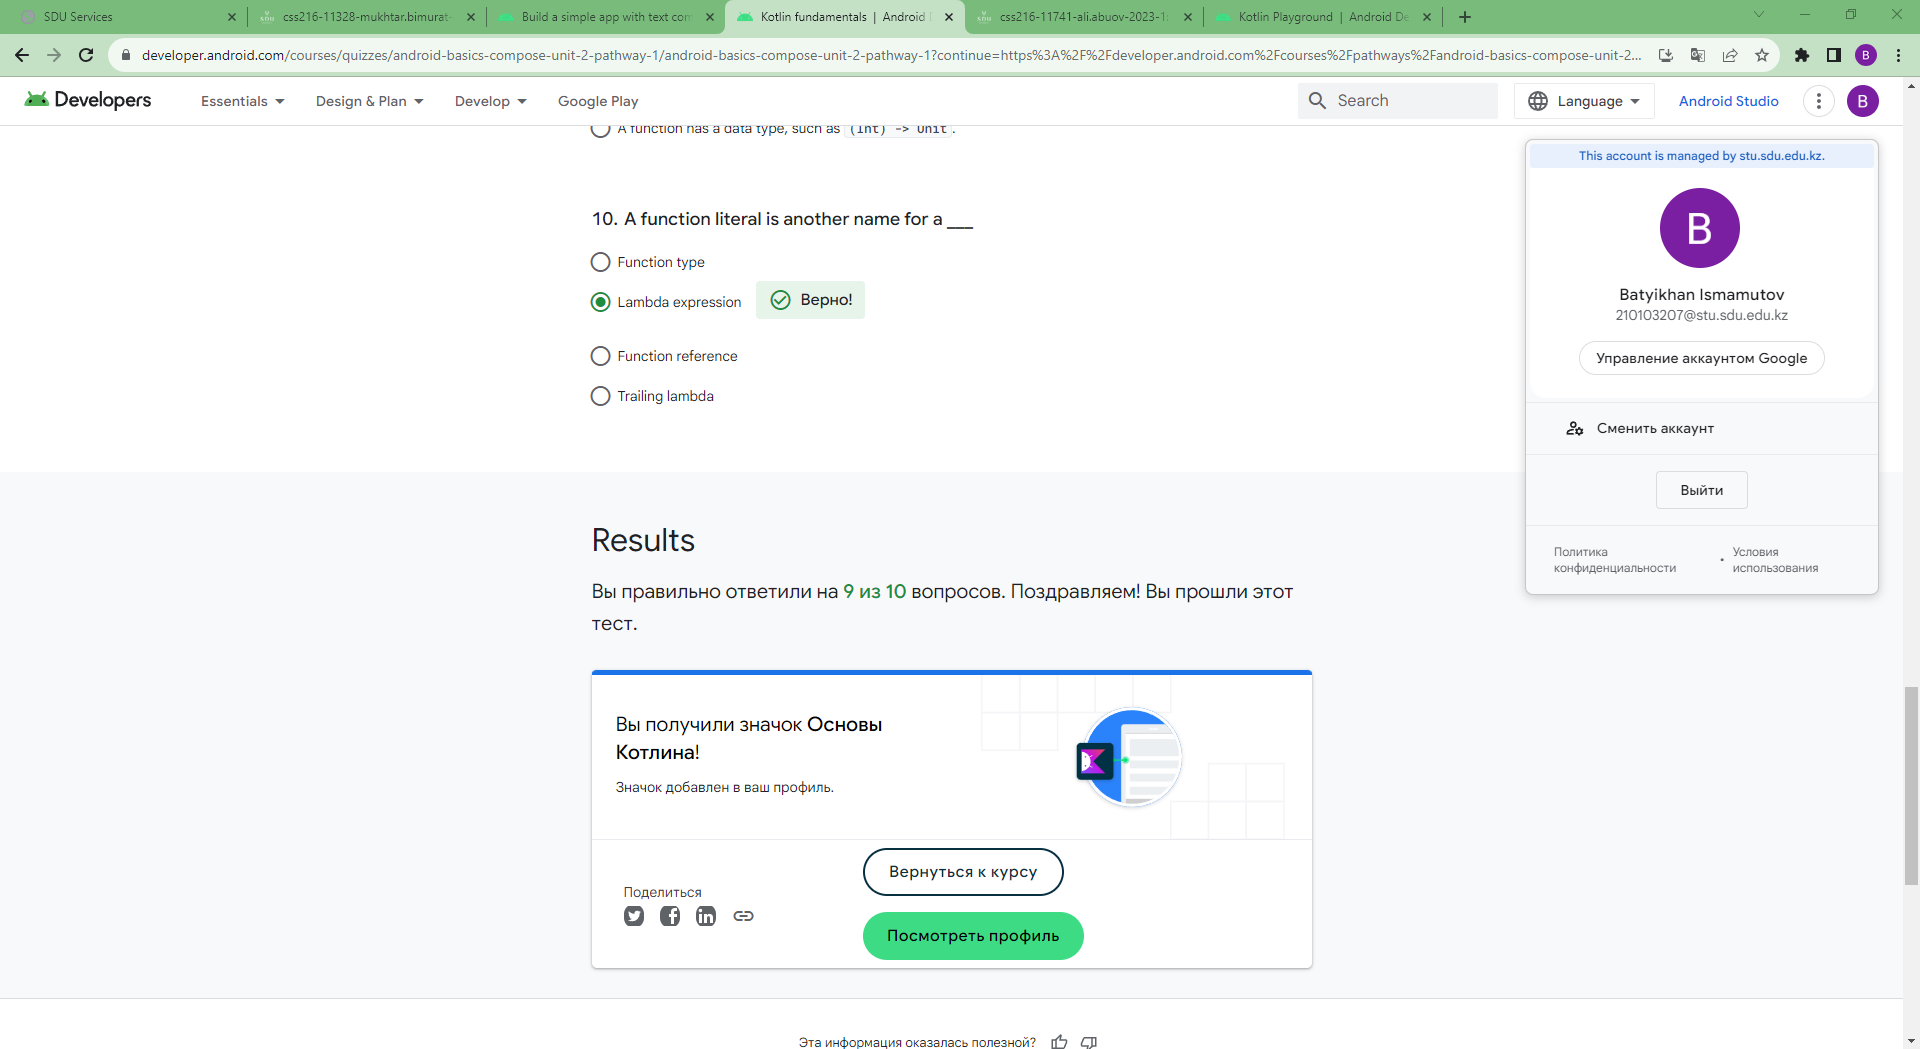 SDU Services
css216-11328-mukhtar.bimurat-
Build a simple app with text com
Kotlin fundamentals | Android D
css216-11741-ali.abuov-2023-1
Kotlin Playground | Android De
developer.android.com/courses/quizzes/android-basics-compose-unit-2-pathway-1/android-basics-compose-unit-2-pathway-1?continue=https%3A%2F%2Fdeveloper.android.com%2Fcourses%2Fpathways%2Fandroid-basics-compose-unit-2...
B
Developers
Essentials
Design & Plan
Develop
Google Play
Search
Language
Android Studio
B
A function has a data type, such as (Int) -> Unit.
10. A function literal is another name for a ___
Function type
Lambda expression
Верно!
Function reference
Trailing lambda
This account is managed by stu.sdu.edu.kz.
B
Batyikhan Ismamutov
210103207@stu.sdu.edu.kz
Управление аккаунтом Google
Сменить аккаунт
Выйти
Политика
конфиденциальности
•
Условия
использования
Results
Вы правильно ответили на 9 из 10 вопросов. Поздравляем! Вы прошли этот
тест.
Вы получили значок Основы
Котлина!
Значок добавлен в ваш профиль.
Поделиться
Вернуться к курсу
Посмотреть профиль
Эта информация оказалась полезной?